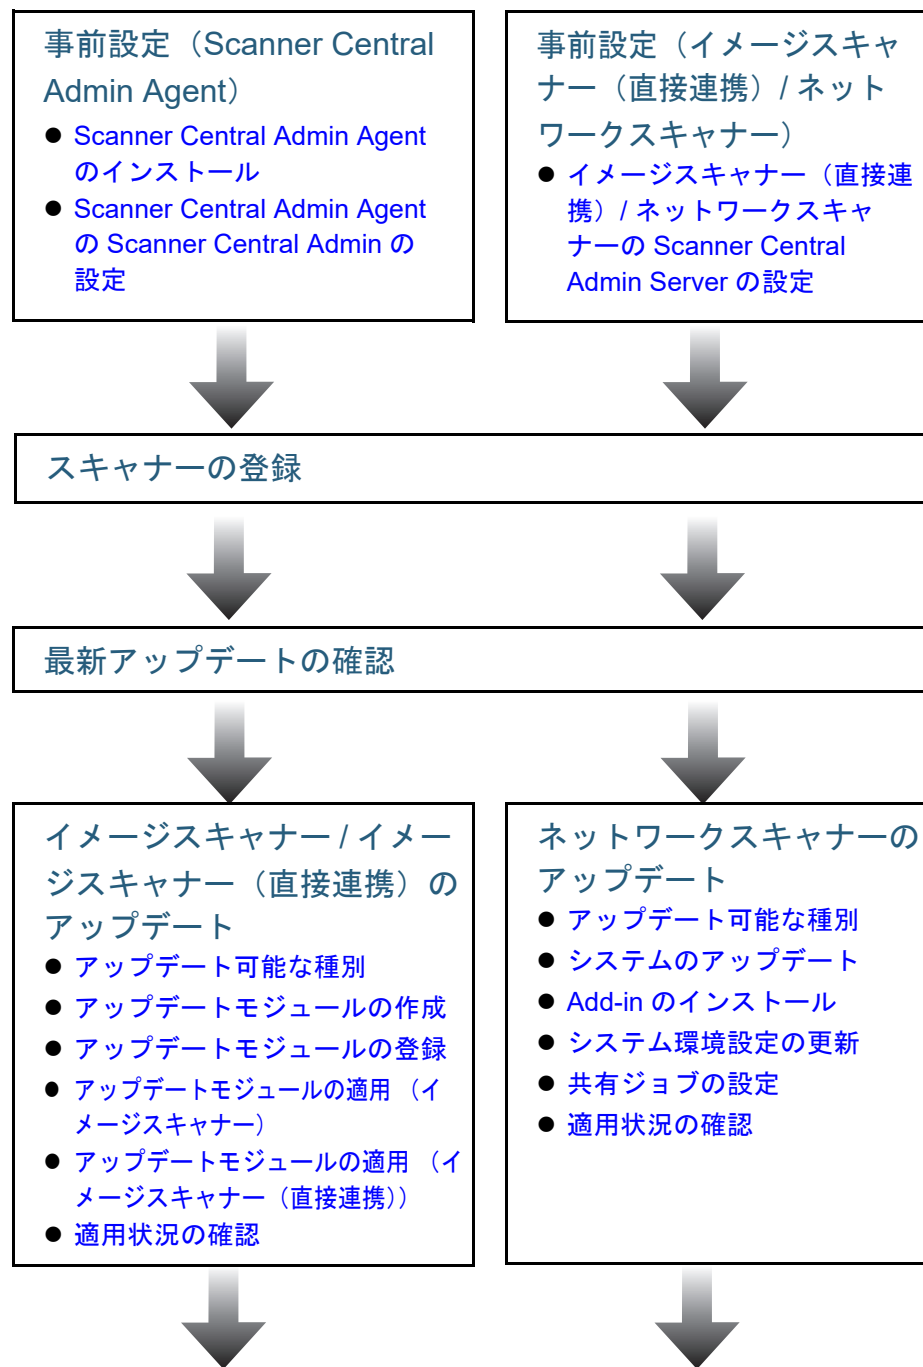 事前設定（Scanner Central
Admin Agent）
● Scanner Central Admin Agent
のインストール
● Scanner Central Admin Agent
の Scanner Central Admin の
設定
事前設定（イメージスキャ
ナー（直接連携）/ ネット
ワークスキャナー）
● イメージスキャナー（直接連
携）/ ネットワークスキャ
ナーの Scanner Central
Admin Server の設定
スキャナーの登録
最新アップデートの確認
イメージスキャナー / イメー
ジスキャナー（直接連携）の
アップデート
● アップデート可能な種別
● アップデートモジュールの作成
● アップデートモジュールの登録
● アップデートモジュールの適用 （イ
メージスキャナー）
● アップデートモジュールの適用 （イ
メージスキャナー（直接連携））
● 適用状況の確認
ネットワークスキャナーの
アップデート
● アップデート可能な種別
● システムのアップデート
● Add-in のインストール
● システム環境設定の更新
● 共有ジョブの設定
● 適用状況の確認